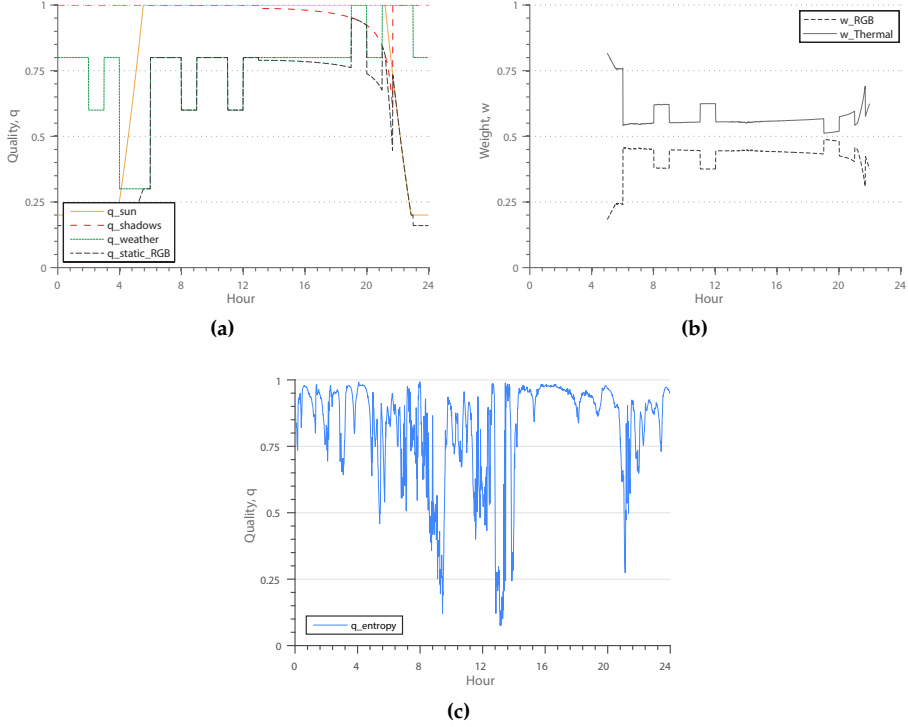 1
0.75
0.5
0.25
0
Quality, q
0 4 8 12 16 20 24
Hour
q_sun
q_shadows
q_weather
q_static_RGB
(a)
1
0.75
0.5
0.25
0
Weight, w
0 4 8 12 16 20 24
Hour
w_RGB
w_Thermal
(b)
1
0.75
0.5
0.25
0
Quality, q
0 4 8 12 16 20 24
Hour
q_entropy
(c)